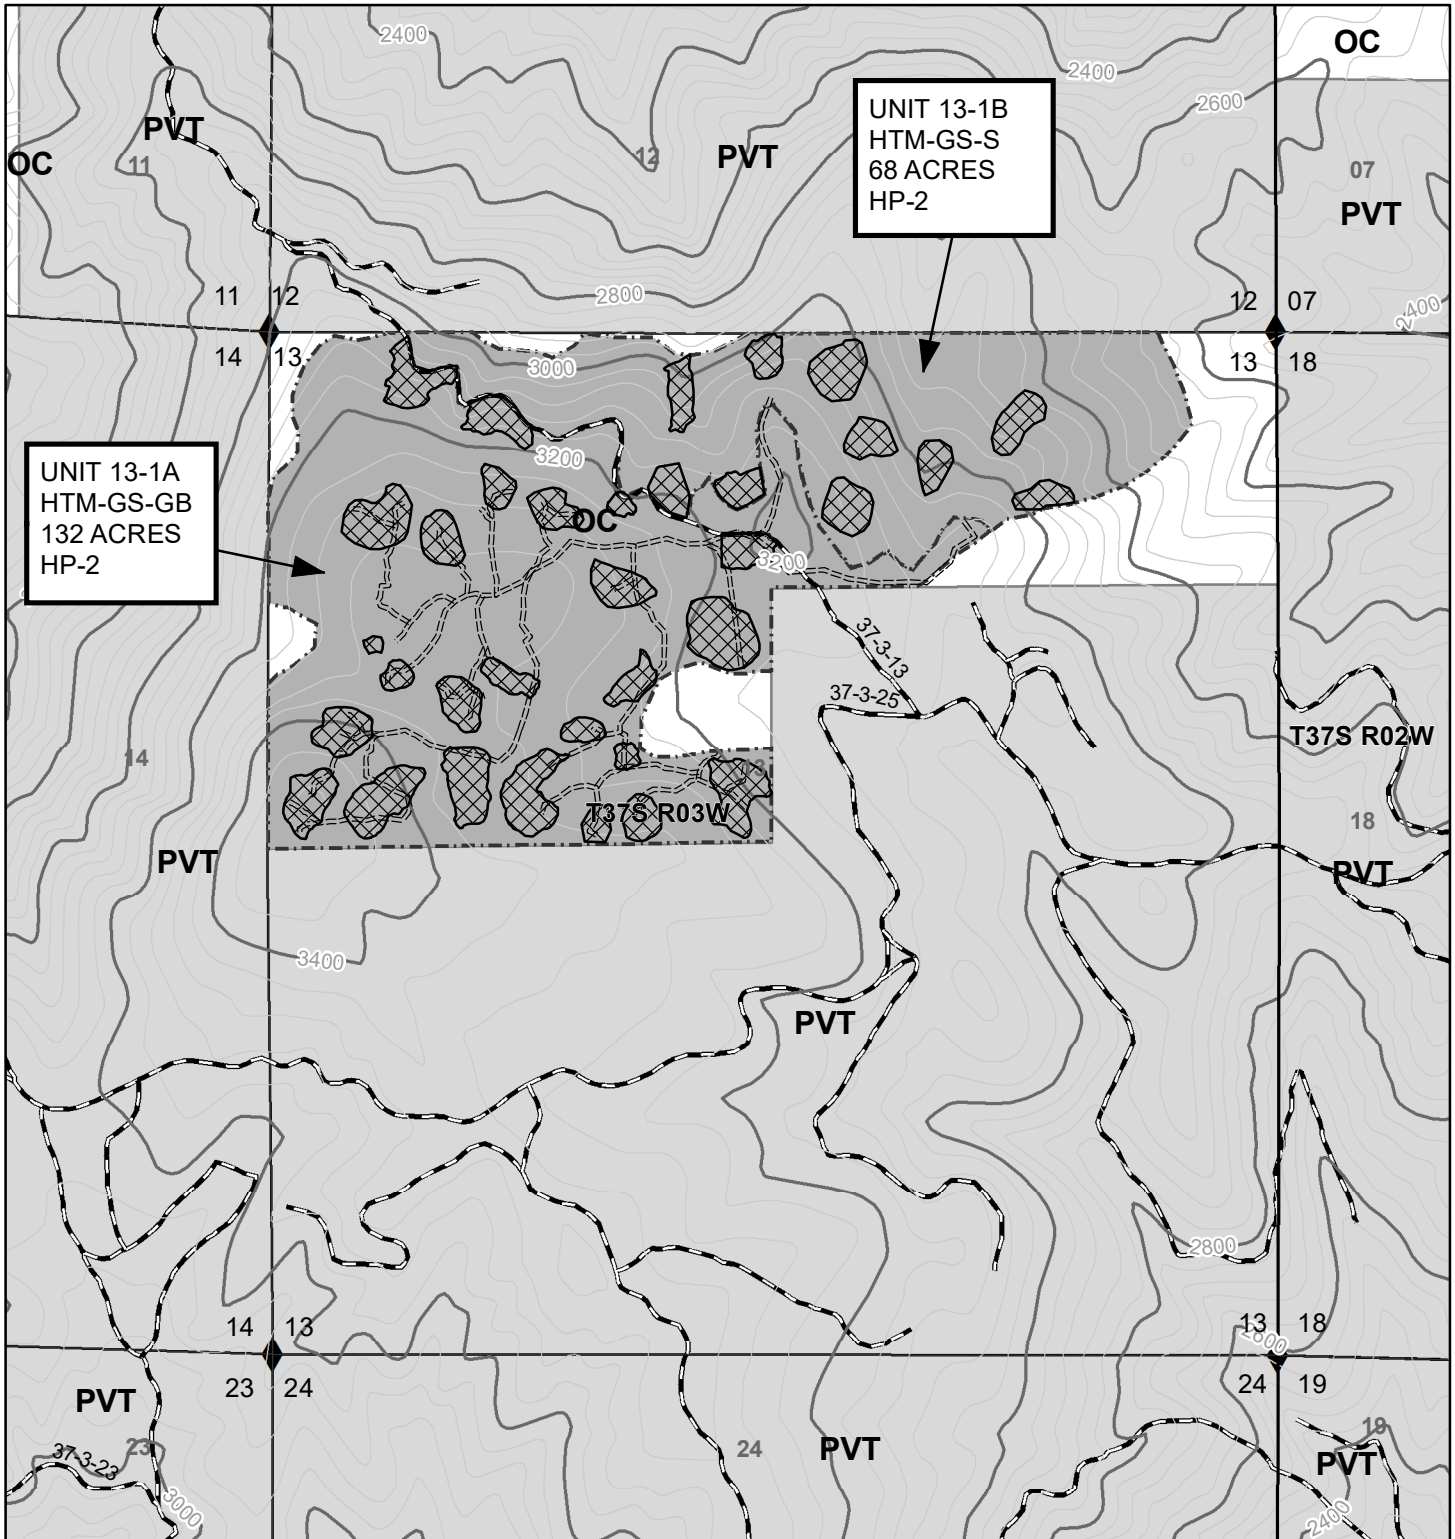 2400
OC
2400
UNIT 13-1B
HTM-GS-S
68 ACRES
HP-2
2600
PVT
12
PVT
OC
11
07
PVT
11
12
2800
12
07
2400
14
13
3000
13
18
UNIT 13-1A
HTM-GS-GB
132 ACRES
HP-2
3200
OC
3200
37-3-13
37-3-25
T37S R02W
14
13
T37S R03W
18
PVT
PVT
3400
PVT
2800
14
13
13
18
2600
23
24
24
19
PVT
23
37-3-23
24
PVT
19
PVT
3000
2400